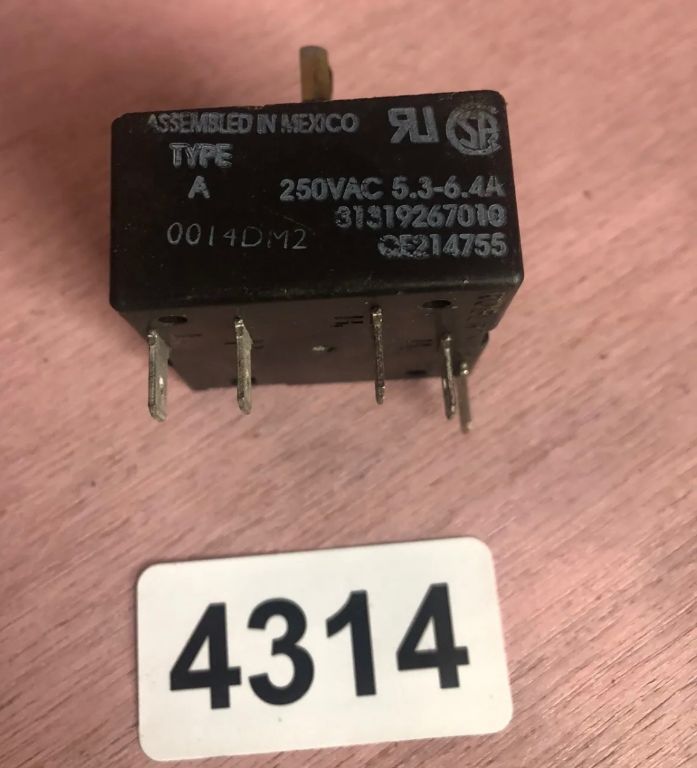 ASSEMBLED IN MEXICO
TYPE
A
250VAC 5.3-6.4A
31319267010
0014DM2
CE214755
4314